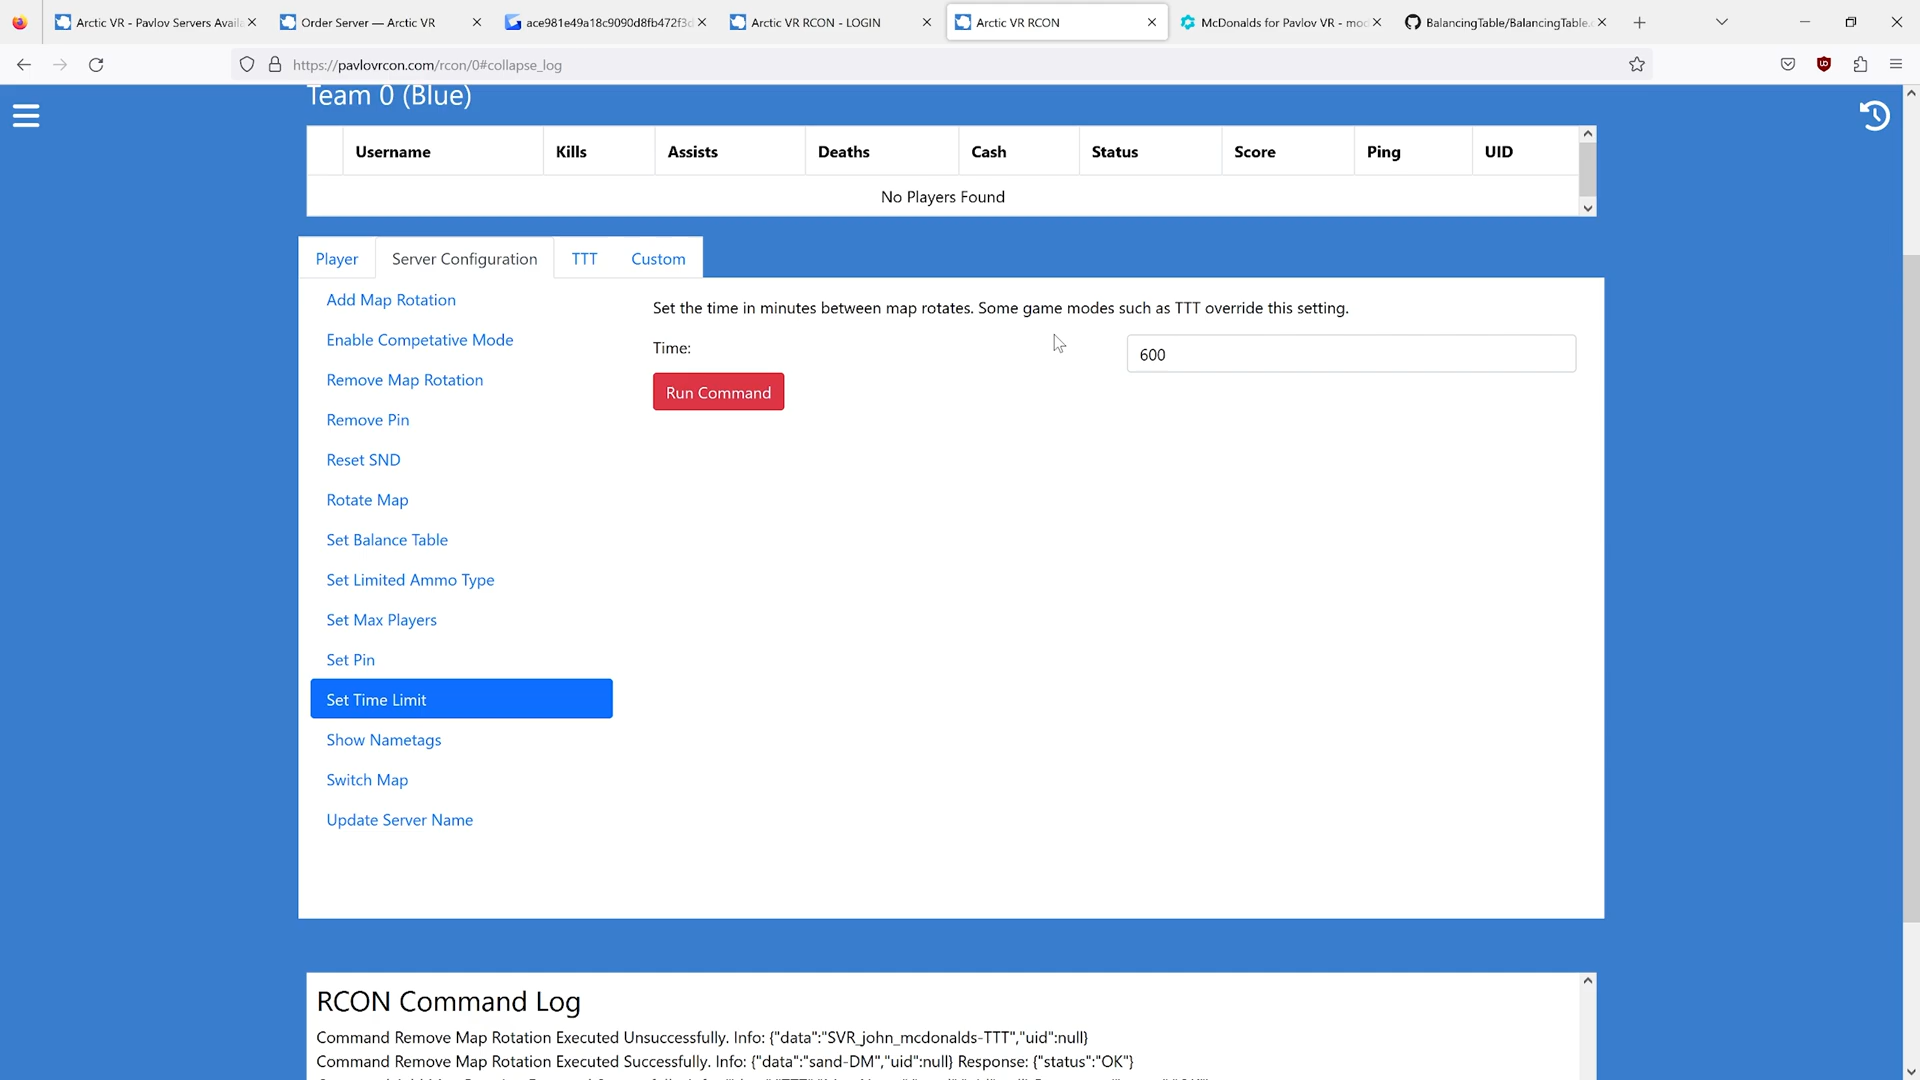 Arctic VR - Pavlov Servers Availa
Order Server — Arctic VR
ace981e49a18c9090d8fb472f3d
Arctic VR RCON - LOGIN
Arctic VR RCON
McDonalds for Pavlov VR - mod
BalancingTable/BalancingTable.
https://pavlovrcon.com/rcon/0#collapse_log
Team 0 (Blue)
Username Kills Assists Deaths Cash Status Score Ping UID
No Players Found
Player Server Configuration TTT Custom
Add Map Rotation
Enable Competative Mode
Remove Map Rotation
Remove Pin
Reset SND
Rotate Map
Set Balance Table
Set Limited Ammo Type
Set Max Players
Set Pin
Set Time Limit
Show Nametags
Switch Map
Update Server Name
Set the time in minutes between map rotates. Some game modes such as TTT override this setting.
Time:
600
Run Command
RCON Command Log
Command Remove Map Rotation Executed Unsuccessfully. Info: {"data":"SVR_john_mcdonalds-TTT","uid":null}
Command Remove Map Rotation Executed Successfully. Info: {"data":"sand-DM","uid":null} Response: {"status":"OK"}